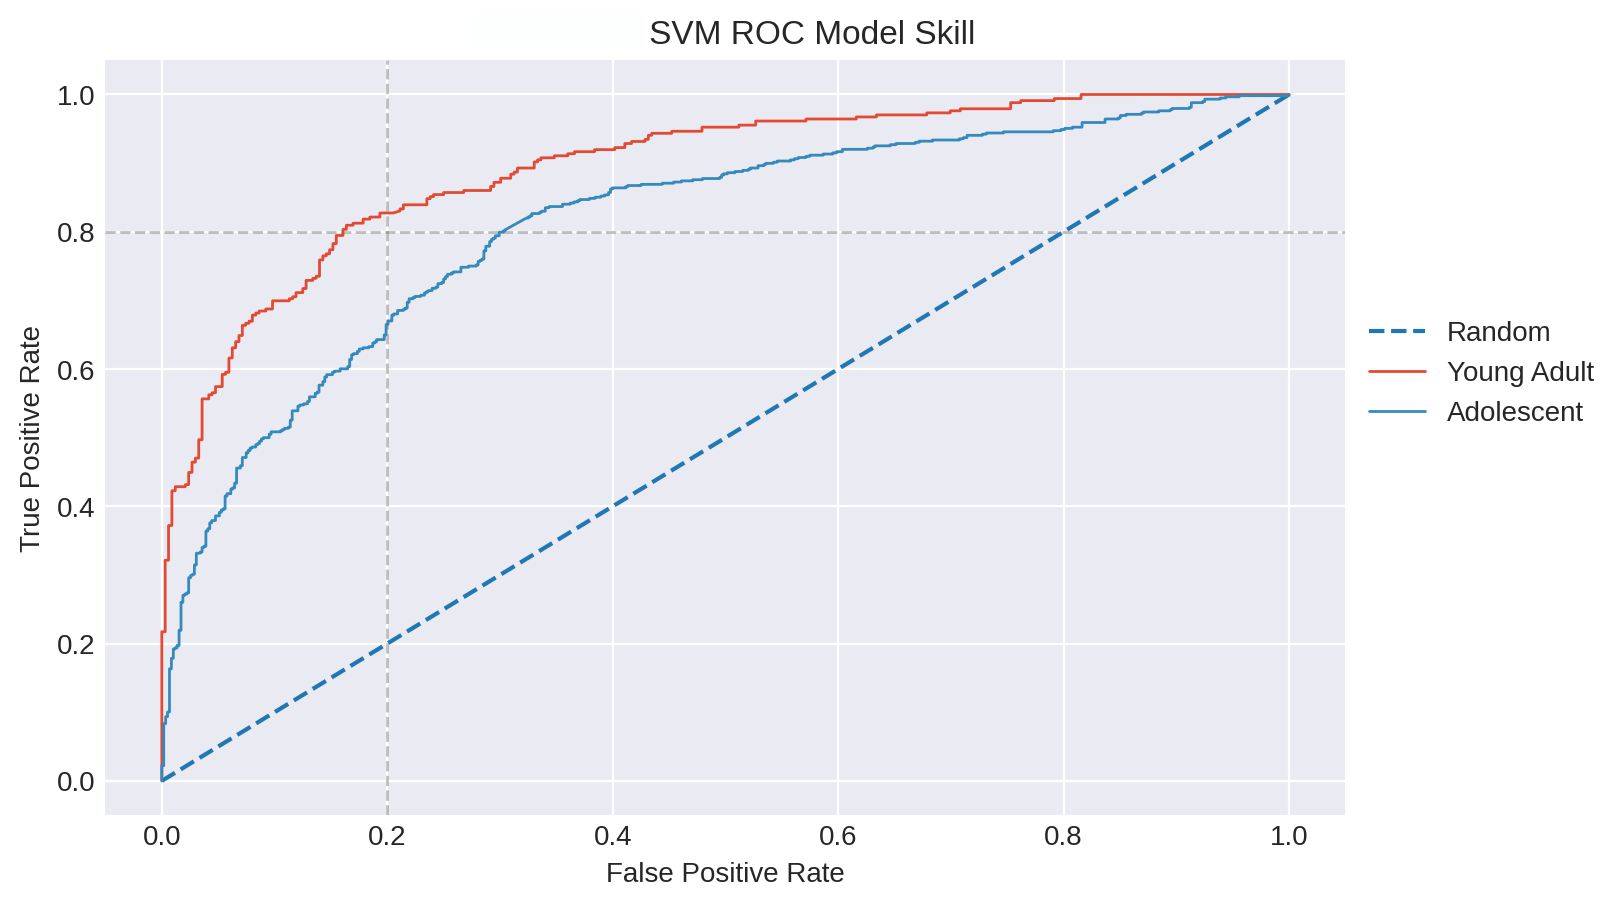 SVM ROC Model Skill
1.0
0.8
0.6
0.4
0.2
0.0
True Positive Rate
0.0 0.2 0.4 0.6 0.8 1.0
False Positive Rate
Random
Young Adult
Adolescent